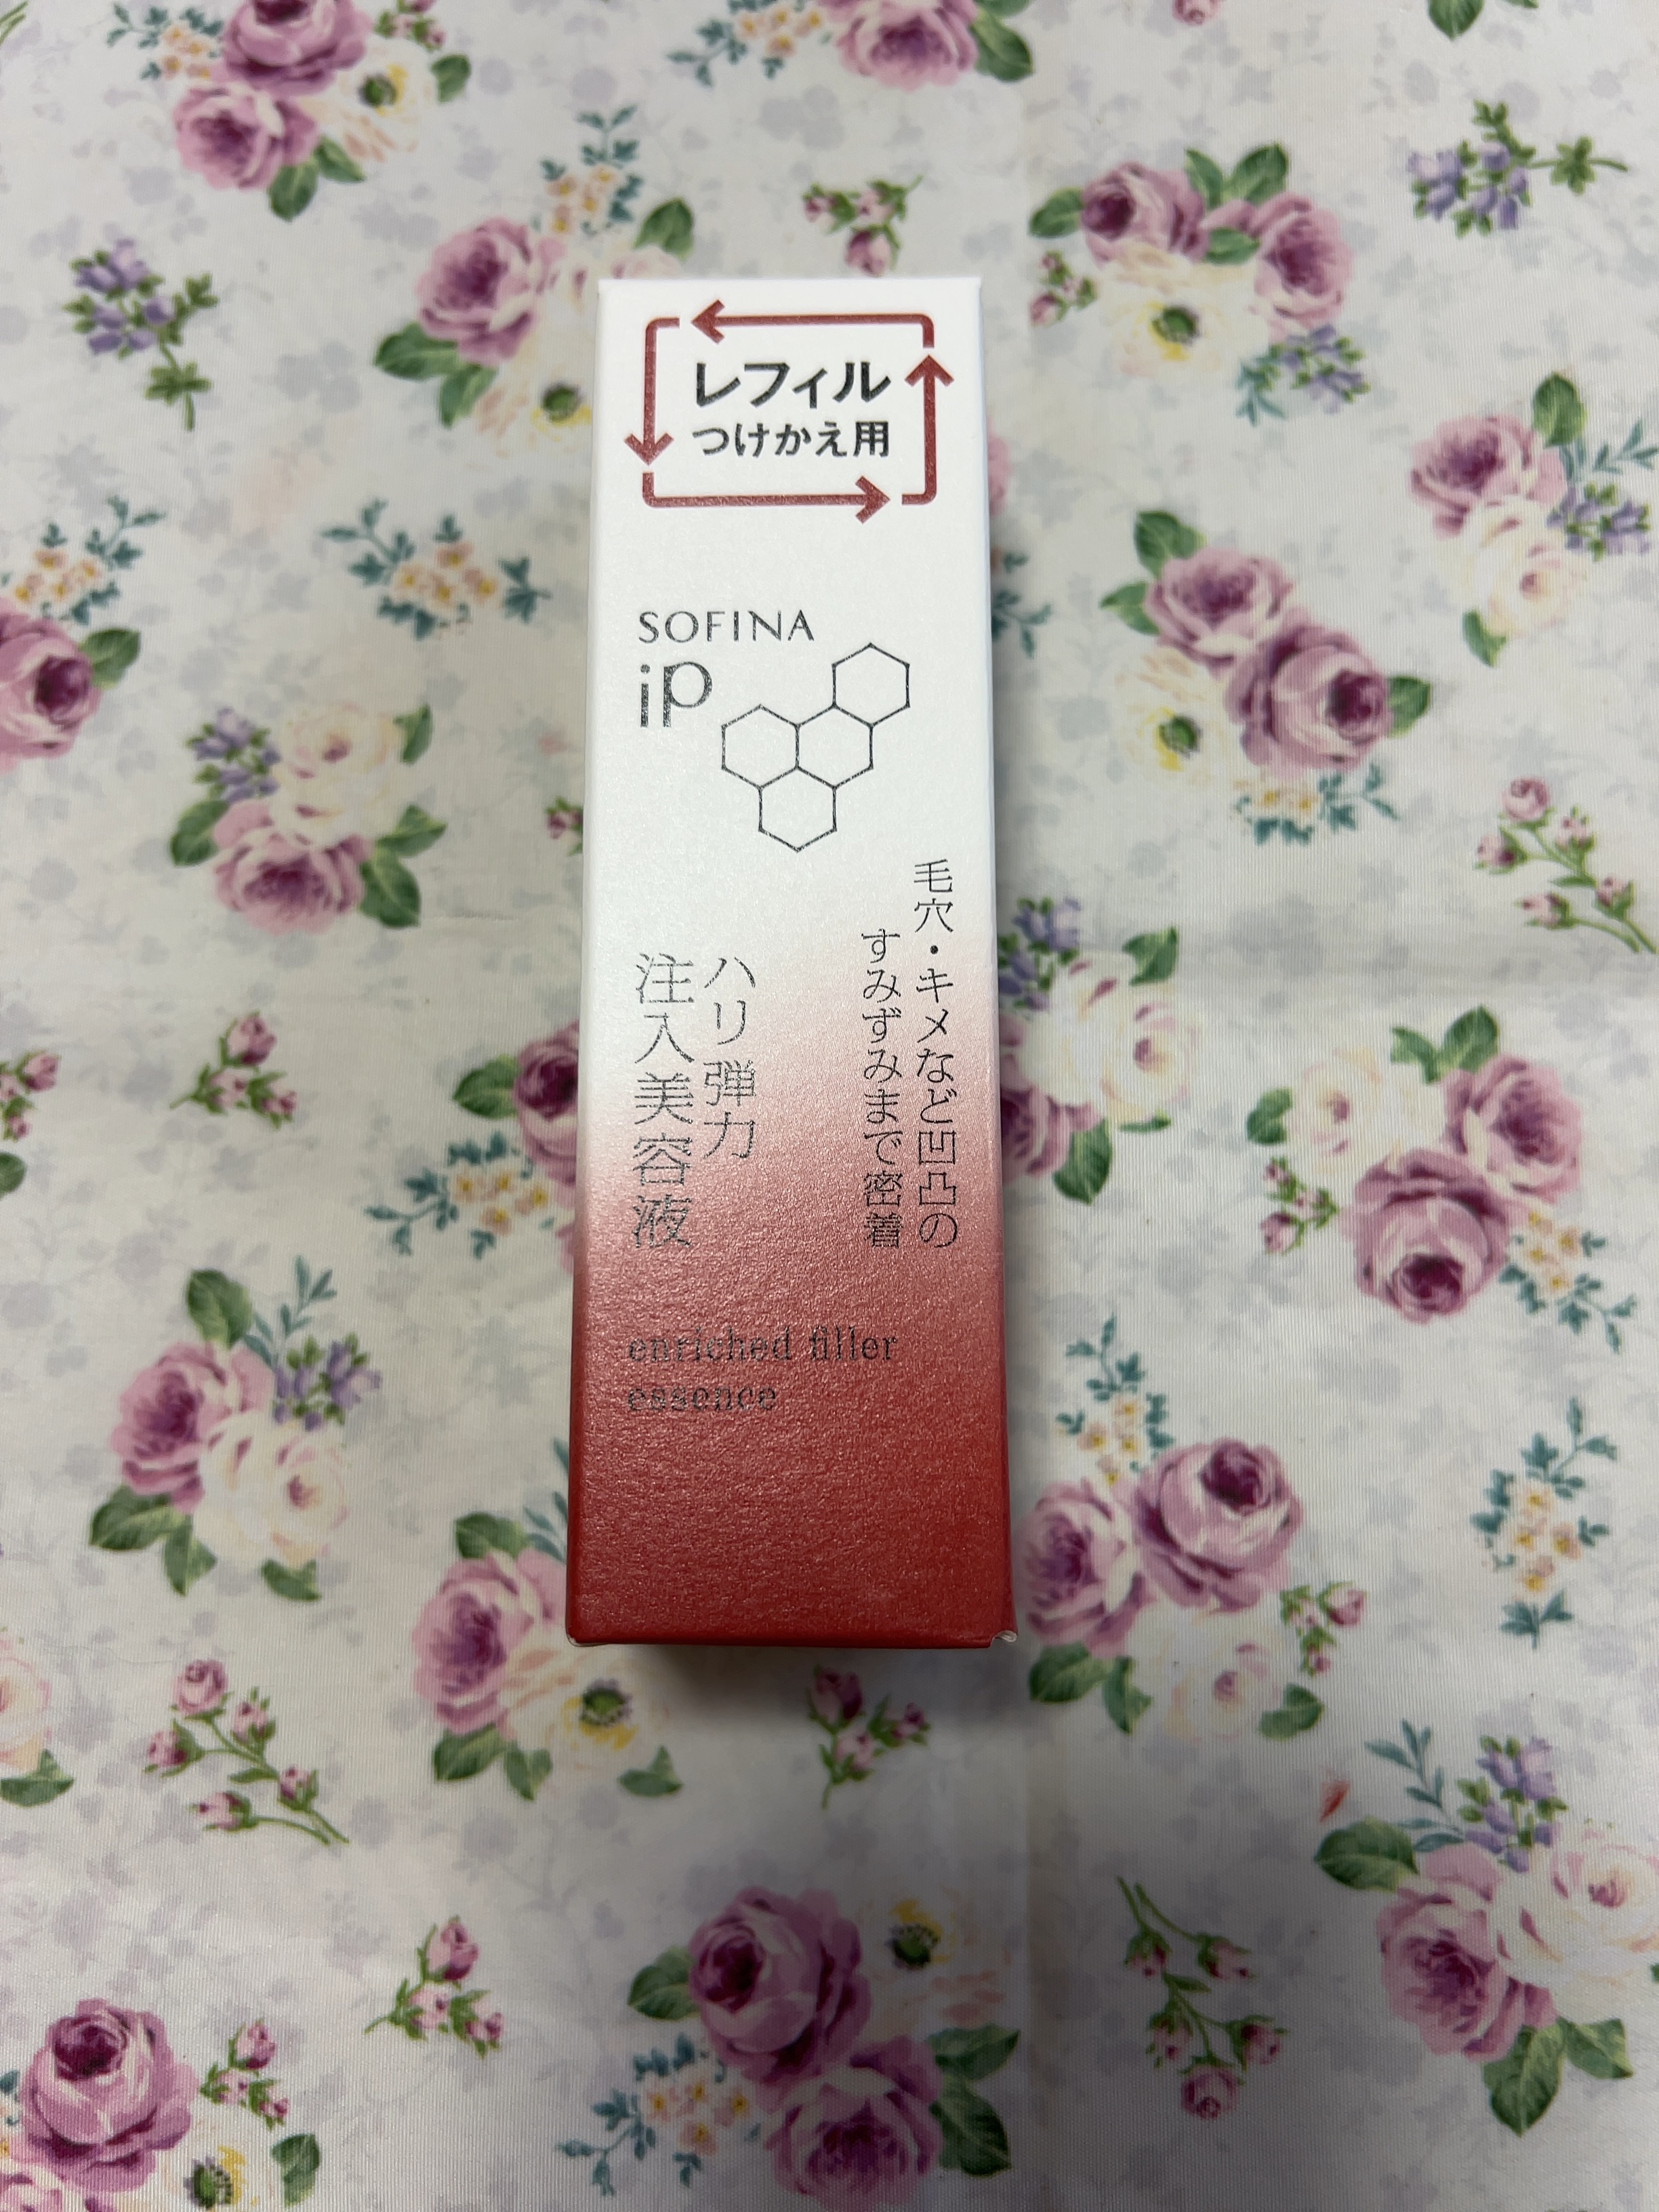 レフィル
つけかえ用
SOFINA
iP
毛穴・キメなど凹凸の
すみずみまで密着
ハリ弾力
注入美容液
enriched filler
essence